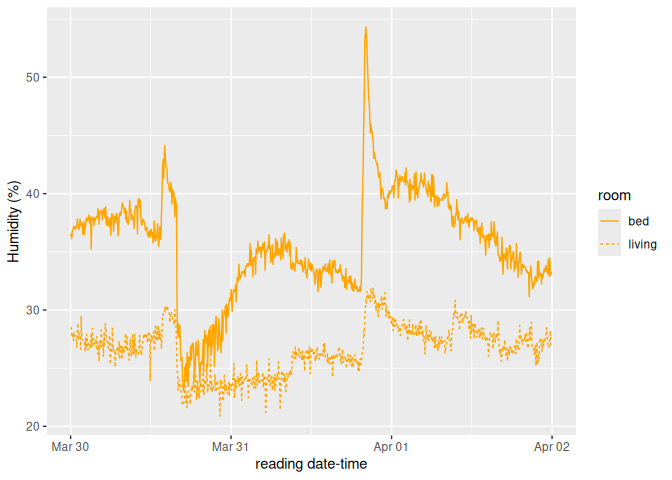 50
40
30
20
Humidity (%)
Mar 30
Mar 31
Apr 01
Apr 02
reading date-time
room
bed
living